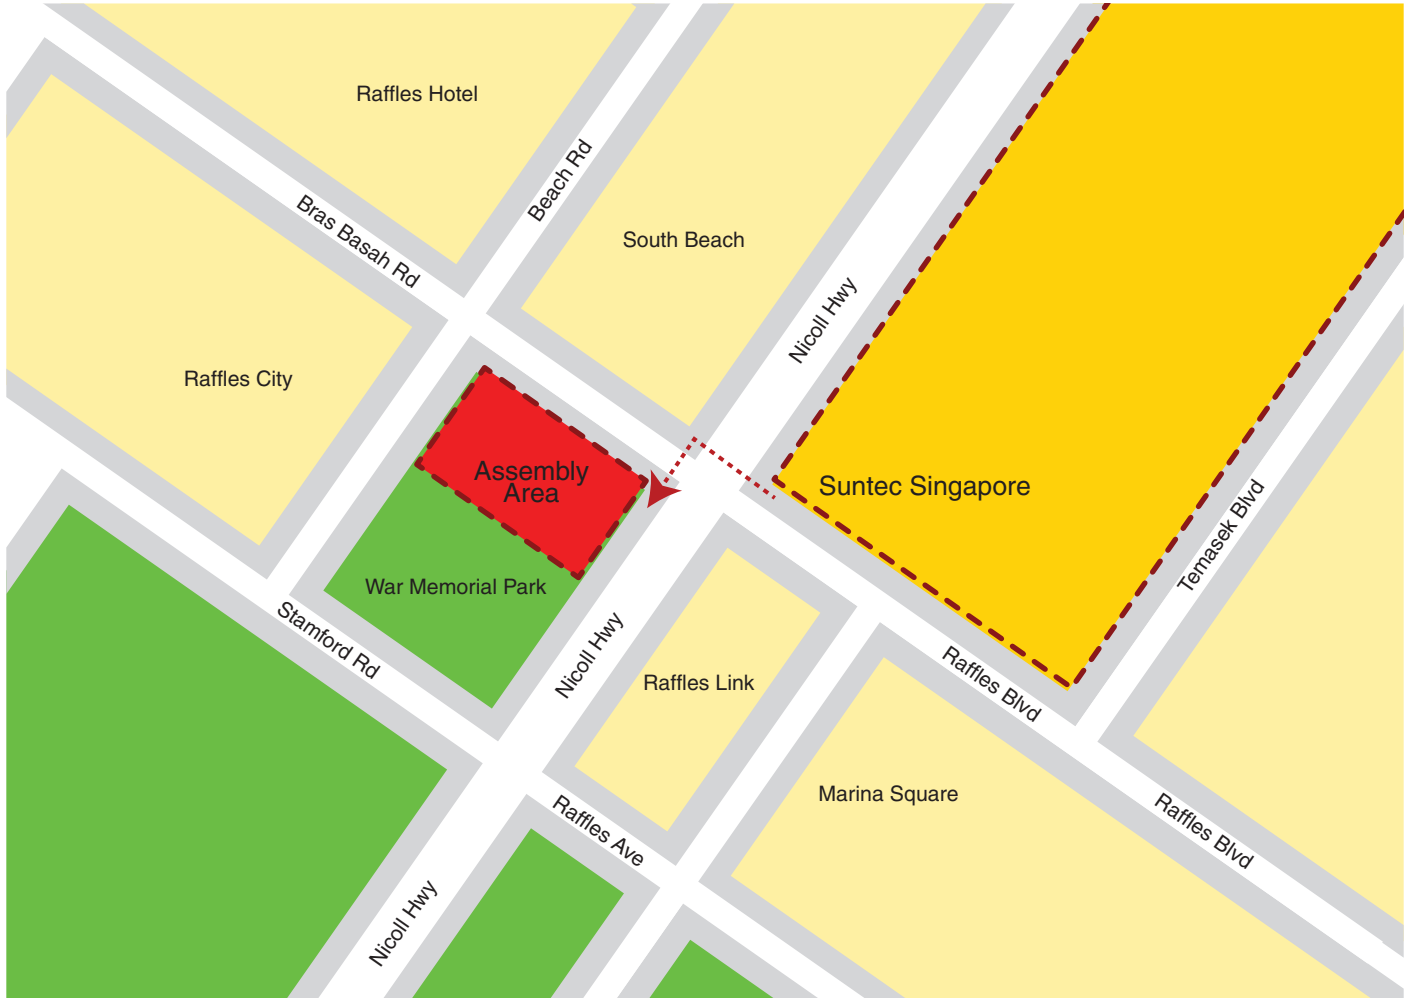 Raffles Hotel
Beach Rd
Bras Basah Rd
South Beach
Nicoll Hwy
Raffles City
Assembly
Area
Suntec Singapore
Temasek Blvd
War Memorial Park
Stamford Rd
Nicoll Hwy
Raffles Link
Raffles Blvd
Marina Square
Raffles Ave
Raffles Blvd
Nicoll Hwy